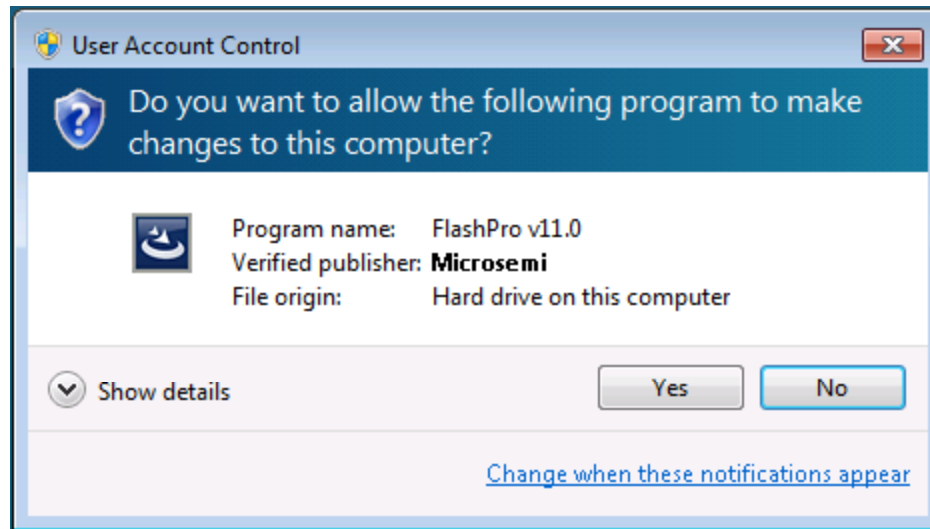 User Account Control
Do you want to allow the following program to make
changes to this computer?
Program name: FlashPro v11.0
Verified publisher: Microsemi
File origin: Hard drive on this computer
Show details
Yes
No
Change when these notifications appear